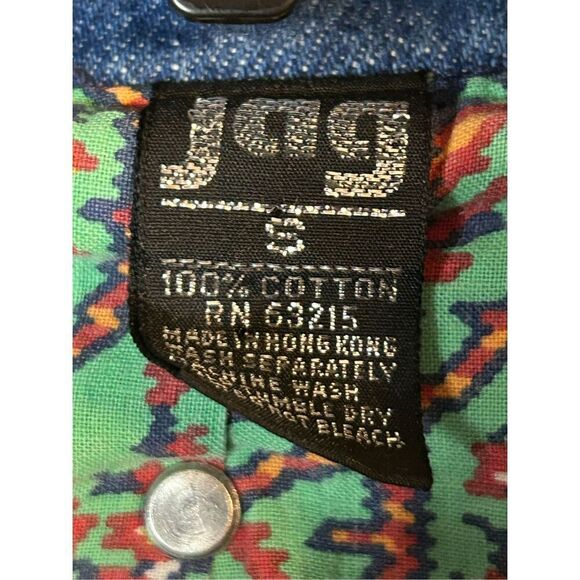 jag
S
100% COTTON
RN 63215
MADE IN HONG KONG
WASH SEPARATELY
MACHINE WASH
TUMBLE DRY
NOT BLEACH